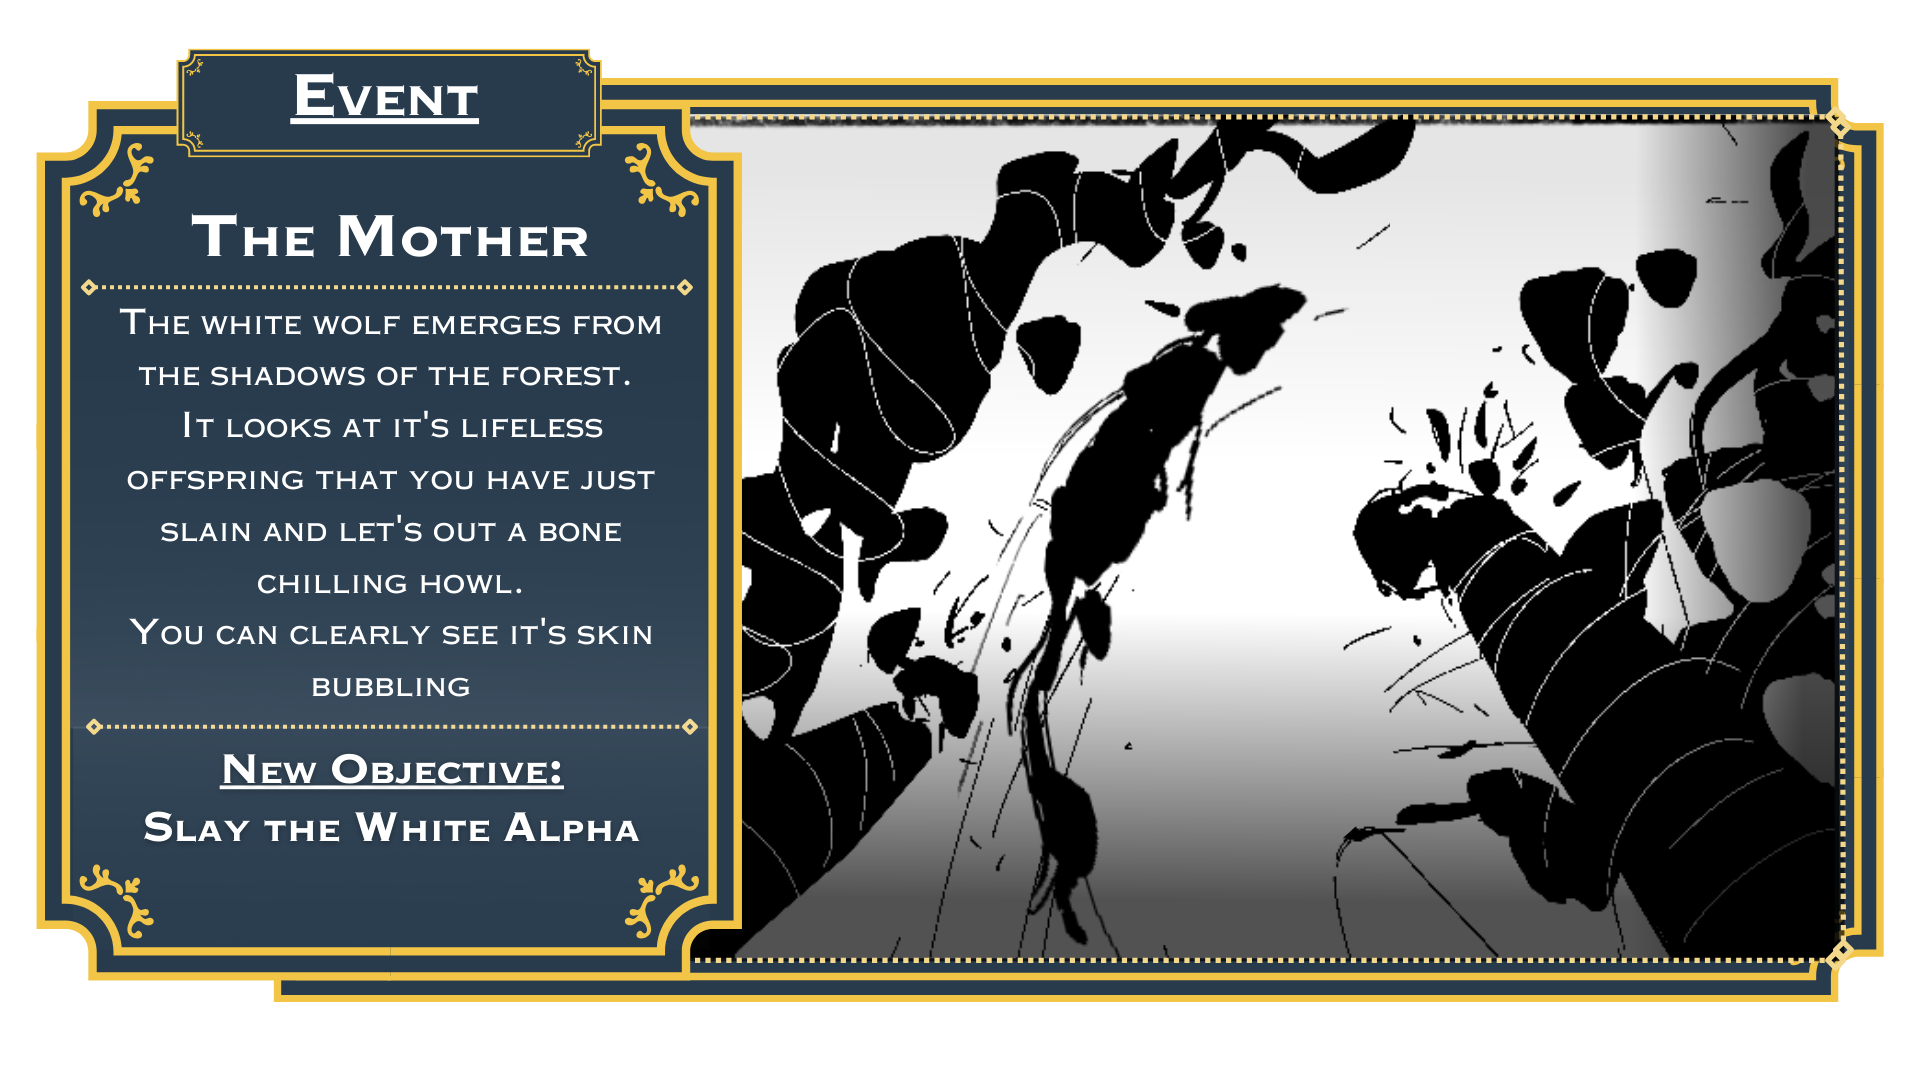 Event
The Mother
The white wolf emerges from
the shadows of the forest.
It looks at it's lifeless
offspring that you have just
slain and let's out a bone
chilling howl.
You can clearly see it's skin
bubbling
New Objective:
Slay the White Alpha